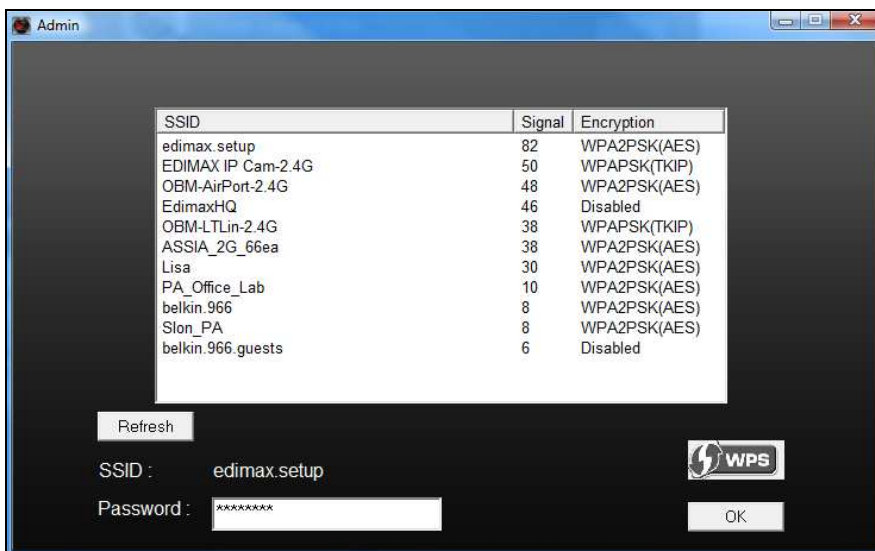 Admin
SSID Signal Encryption
edimax.setup 82 WPA2PSK(AES)
EDIMAX IP Cam-2.4G 50 WPAPSK(TKIP)
OBM-AirPort-2.4G 48 WPA2PSK(AES)
EdimaxHQ 46 Disabled
OBM-LTLin-2.4G 38 WPAPSK(TKIP)
ASSIA_2G_66ea 38 WPA2PSK(AES)
Lisa 30 WPA2PSK(AES)
PA_Office_Lab 10 WPA2PSK(AES)
belkin.966 8 WPA2PSK(AES)
Slon_PA 8 WPA2PSK(AES)
belkin.966.guests 6 Disabled
Refresh
SSID : edimax.setup
WPS
Password : ********
OK